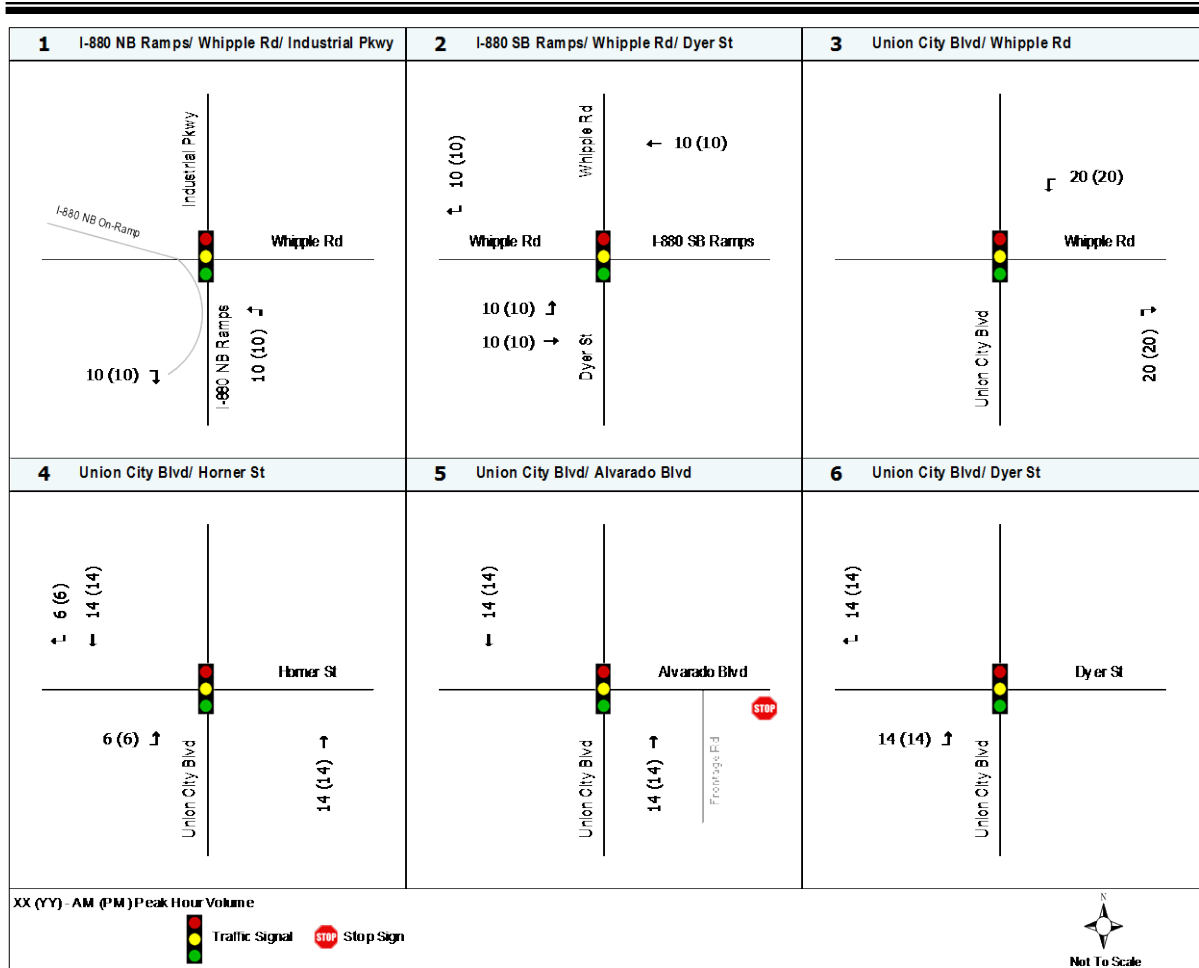 1 I-880 NB Ramps/ Whipple Rd/ Industrial Pkwy
Industrial Pkwy
I-880 NB On-Ramp
Whipple Rd
I-880 NB Ramps
10 (10)
10 (10)
2 I-880 SB Ramps/ Whipple Rd/ Dyer St
10 (10)
Whipple Rd
10 (10)
Whipple Rd
I-880 SB Ramps
10 (10)
10 (10)
Dyer St
3 Union City Blvd/ Whipple Rd
20 (20)
Whipple Rd
Union City Blvd
20 (20)
4 Union City Blvd/ Horner St
6 (6)
14 (14)
Horner St
6 (6)
Union City Blvd
14 (14)
5 Union City Blvd/ Alvarado Blvd
14 (14)
Alvarado Blvd
STOP
Union City Blvd
14 (14)
Frontage Rd
6 Union City Blvd/ Dyer St
14 (14)
Dyer St
14 (14)
Union City Blvd
XX (YY) - AM (PM) Peak Hour Volume
Traffic Signal
STOP Stop Sign
N
Not To Scale